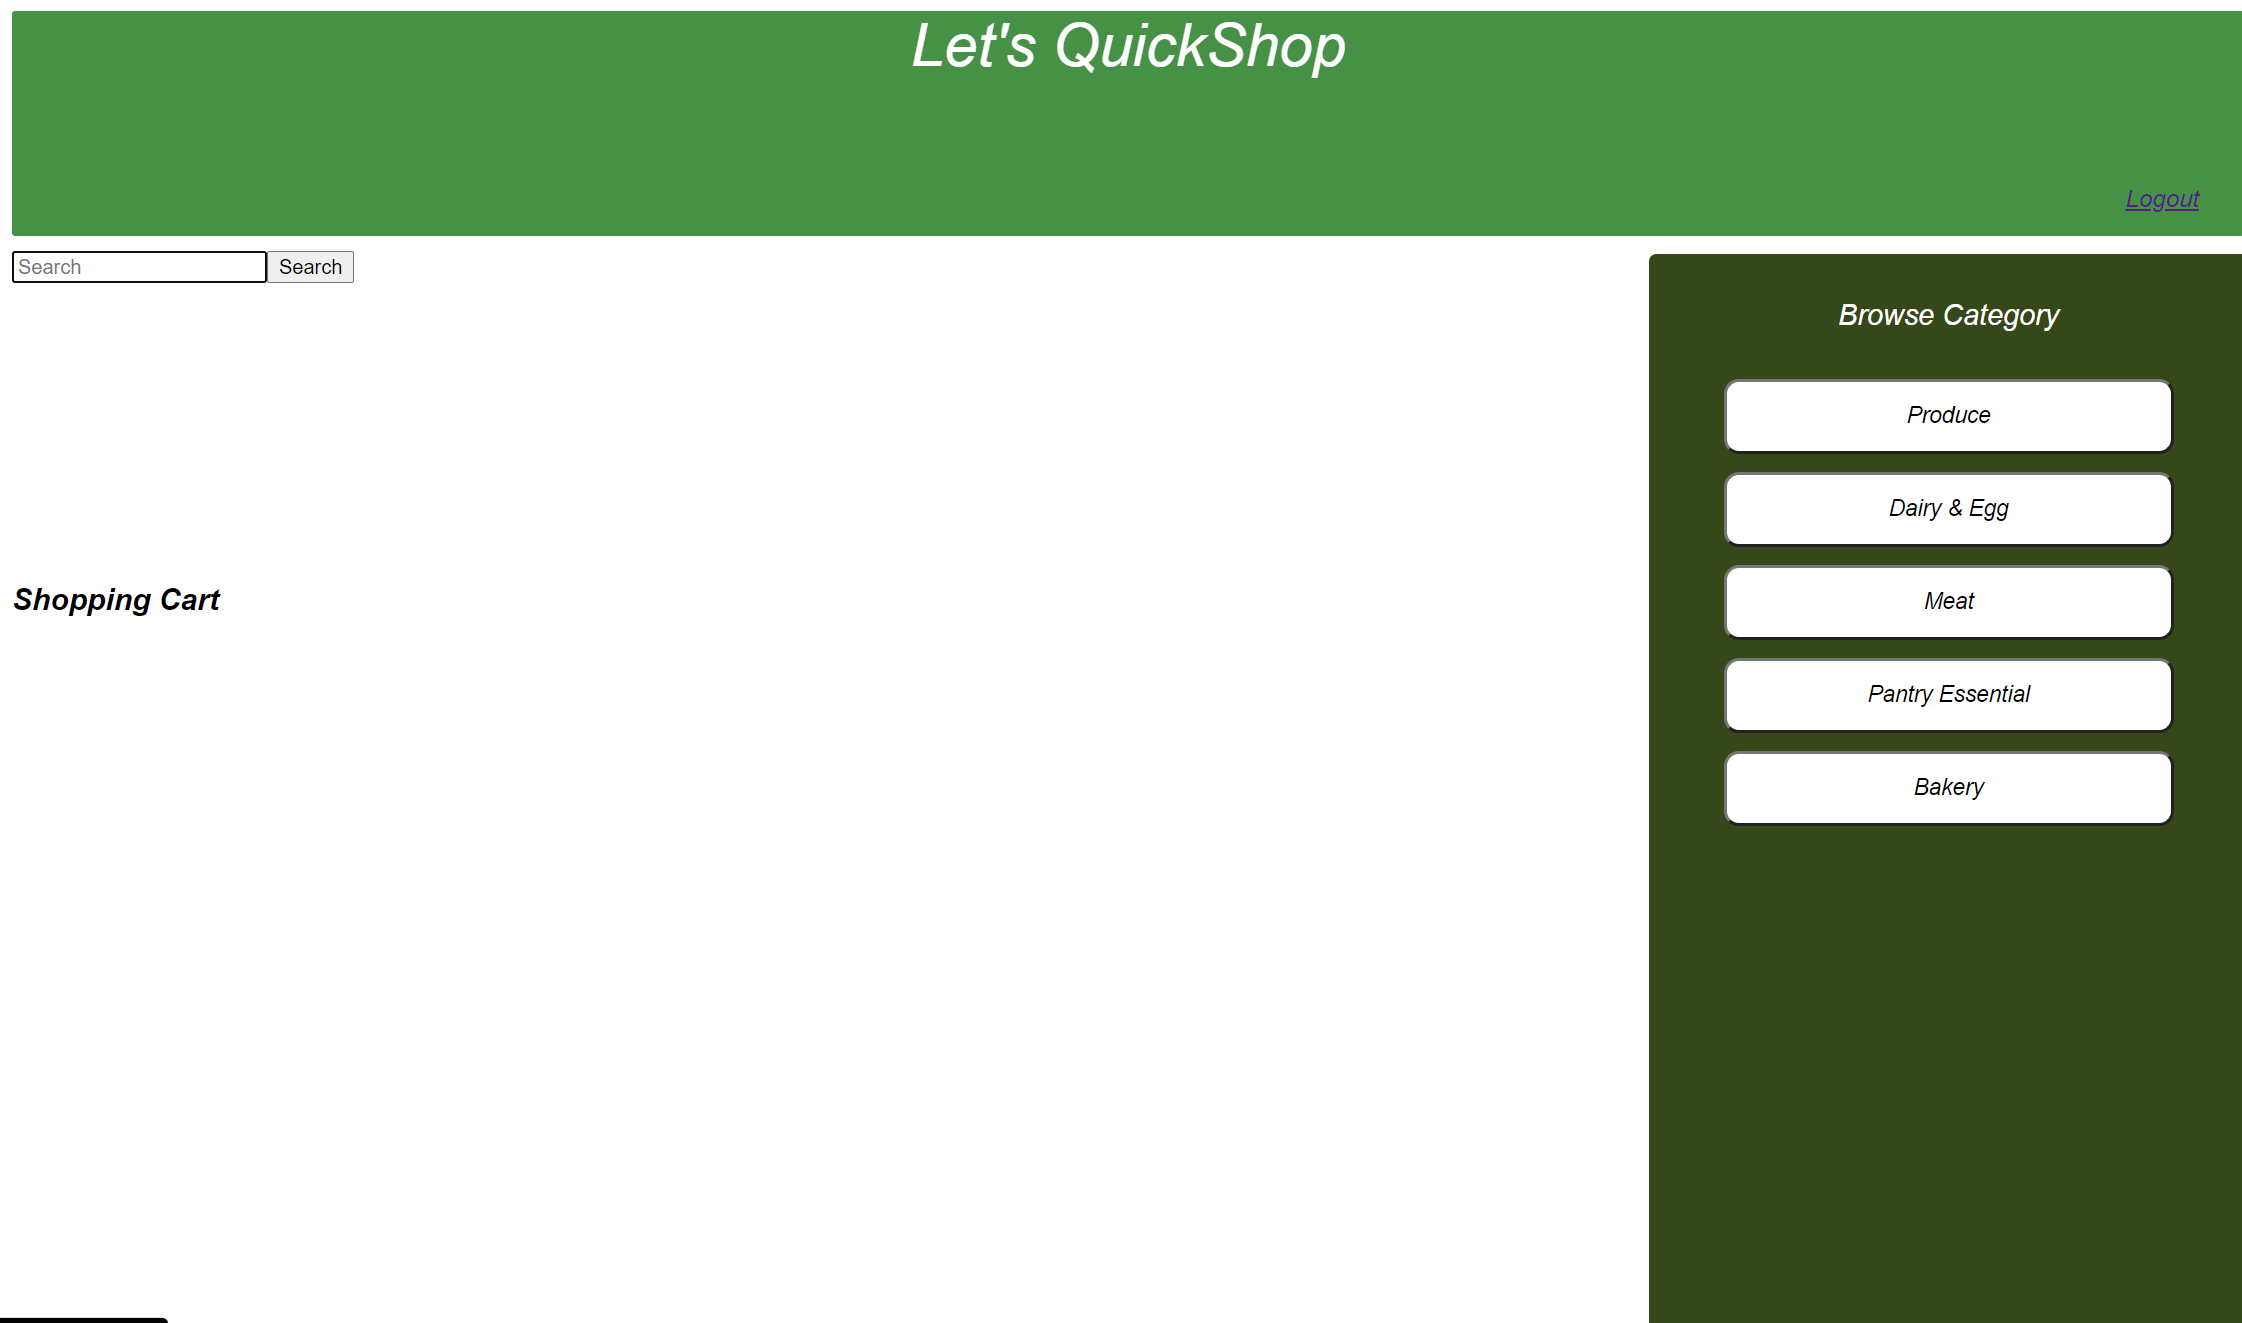 Let's QuickShop
Logout
Search Search
Browse Category
Produce
Dairy & Egg
Meat
Pantry Essential
Bakery
Shopping Cart